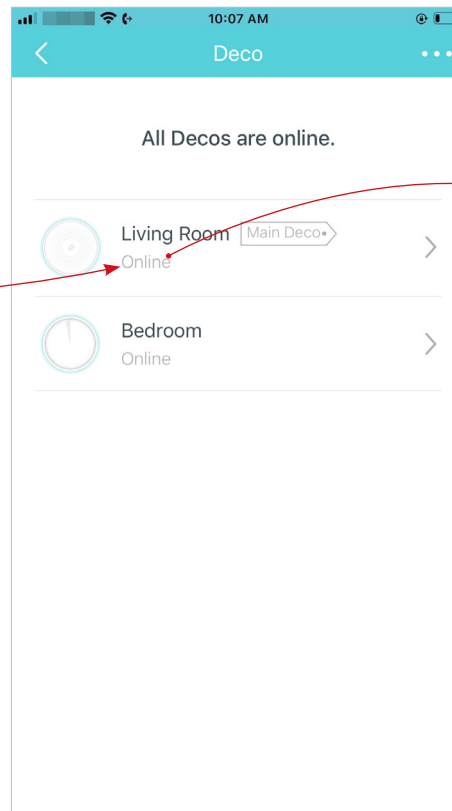 10:07 AM
Deco
All Decos are online.
Living Room Main Deco
Online
Bedroom
Online